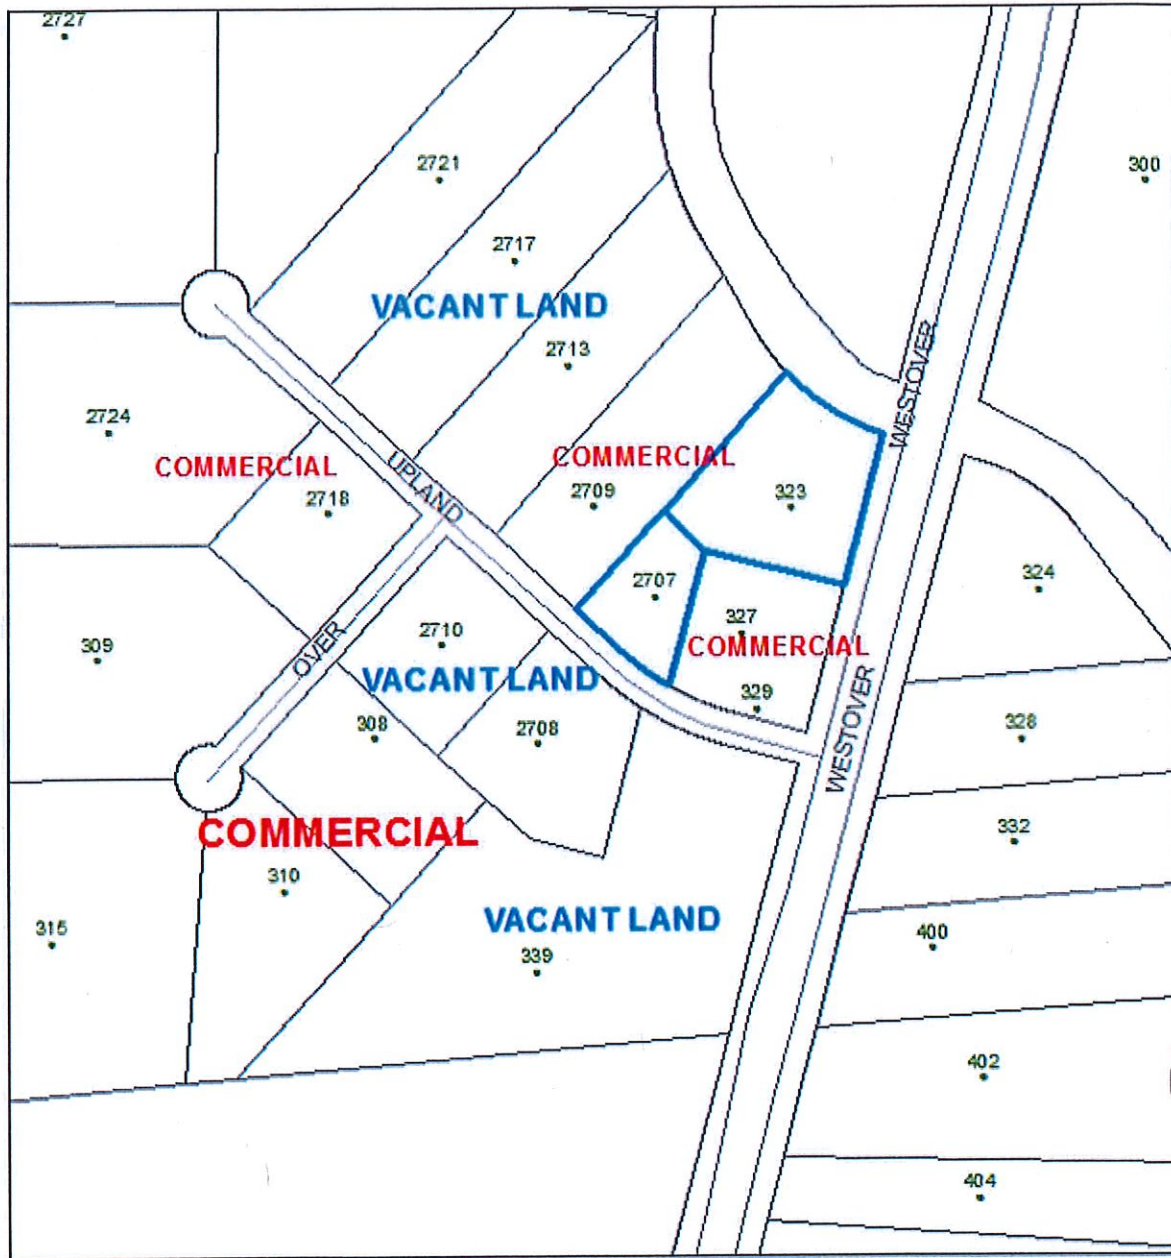 2727
2721
300
2717
VACANT LAND
2713
WESTOVER
2724
COMMERCIAL
COMMERCIAL
UPLAND
2718
2709
323
2707
324
327
COMMERCIAL
309
OVER
2710
VACANT LAND
329
308
2708
328
WESTOVER
332
COMMERCIAL
310
VACANT LAND
315
339
400
402
404